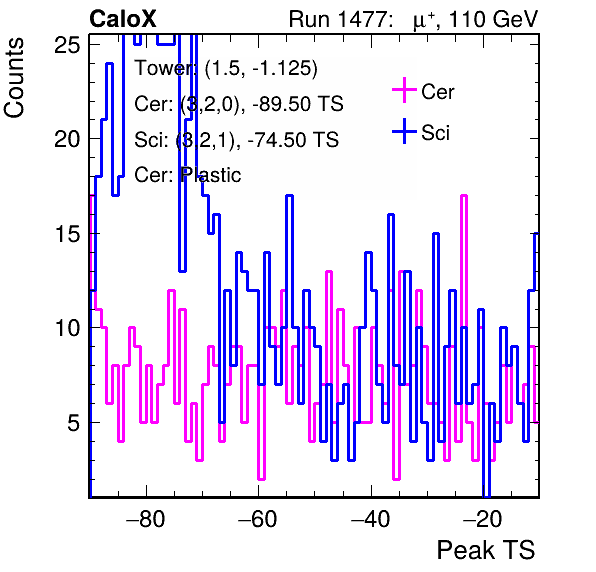 CaloX Run 1477: μ⁺, 110 GeV
Counts
Tower: (1.5, -1.125)
Cer: (3,2,0), -89.50 TS
Sci: (3,2,1), -74.50 TS
Cer: Plastic
Cer
Sci
25
20
15
10
5
−80 −60 −40 −20
Peak TS